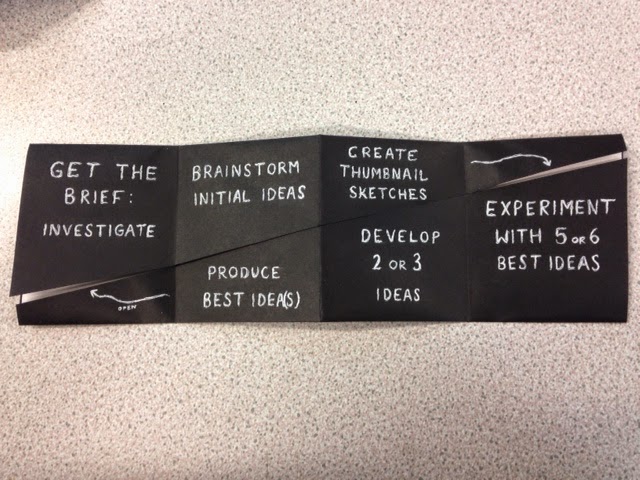 GET THE
BRIEF:
INVESTIGATE
BRAINSTORM
INITIAL IDEAS
CREATE
THUMBNAIL
SKETCHES
EXPERIMENT
WITH 5 OR 6
BEST IDEAS
DEVELOP
2 OR 3
IDEAS
PRODUCE
BEST IDEA(S)
OPEN